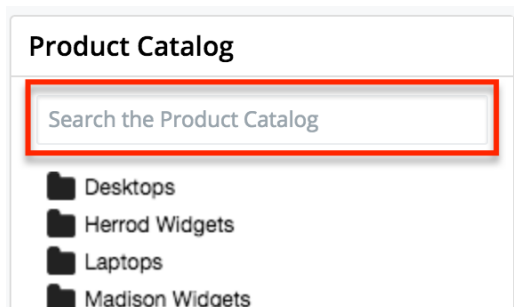 Product Catalog
Search the Product Catalog
Desktops
Herrod Widgets
Laptops
Madison Widgets